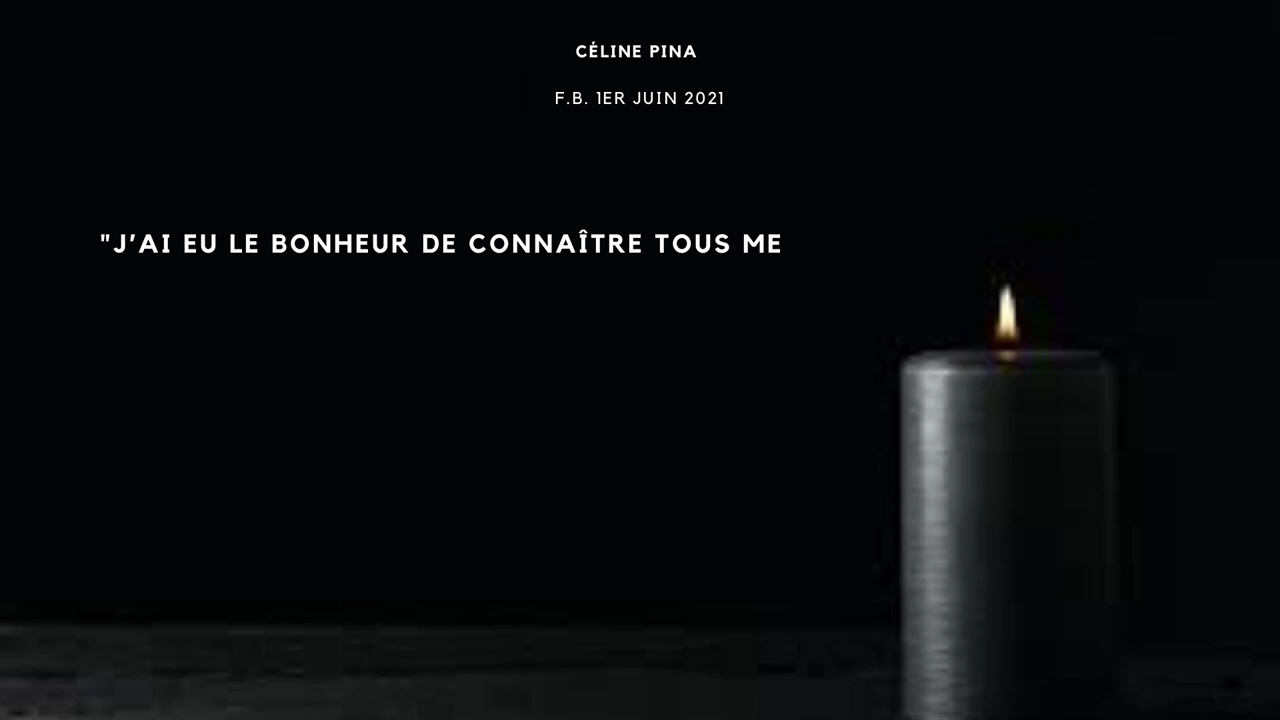 CÉLINE PINA
F.B. 1ER JUIN 2021
"J'AI EU LE BONHEUR DE CONNAÎTRE TOUS ME